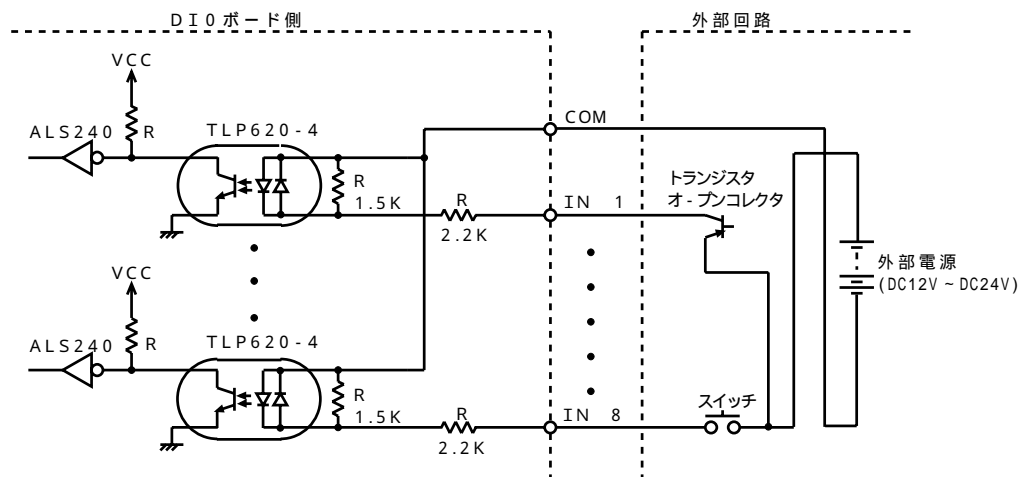 ＤＩＯボード側
外部回路
VCC
ALS240
R
TLP620-4
COM
R
1.5K
R
2.2K
IN 1
トランジスタ
オ-プンコレクタ
外部電源
(DC12V ~ DC24V)
VCC
ALS240
R
TLP620-4
R
1.5K
R
2.2K
IN 8
スイッチ